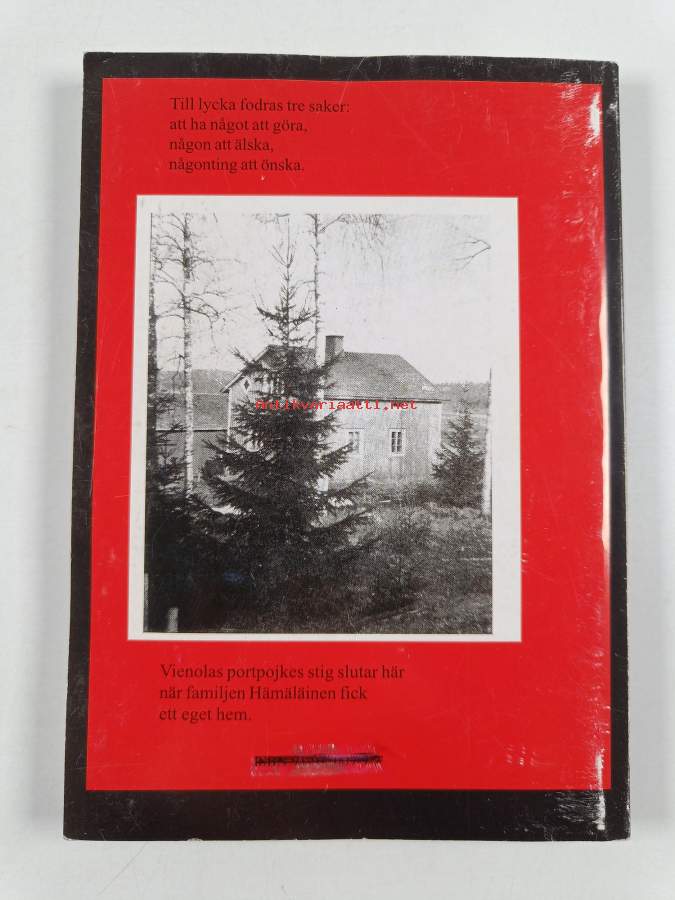 Till lycka fodras tre saker:
att ha något att göra,
någon att älska,
någonting att önska.
Antikvariaatti.net
Vienolas portpojkes stig slutar här
när familjen Hämäläinen fick
ett eget hem.